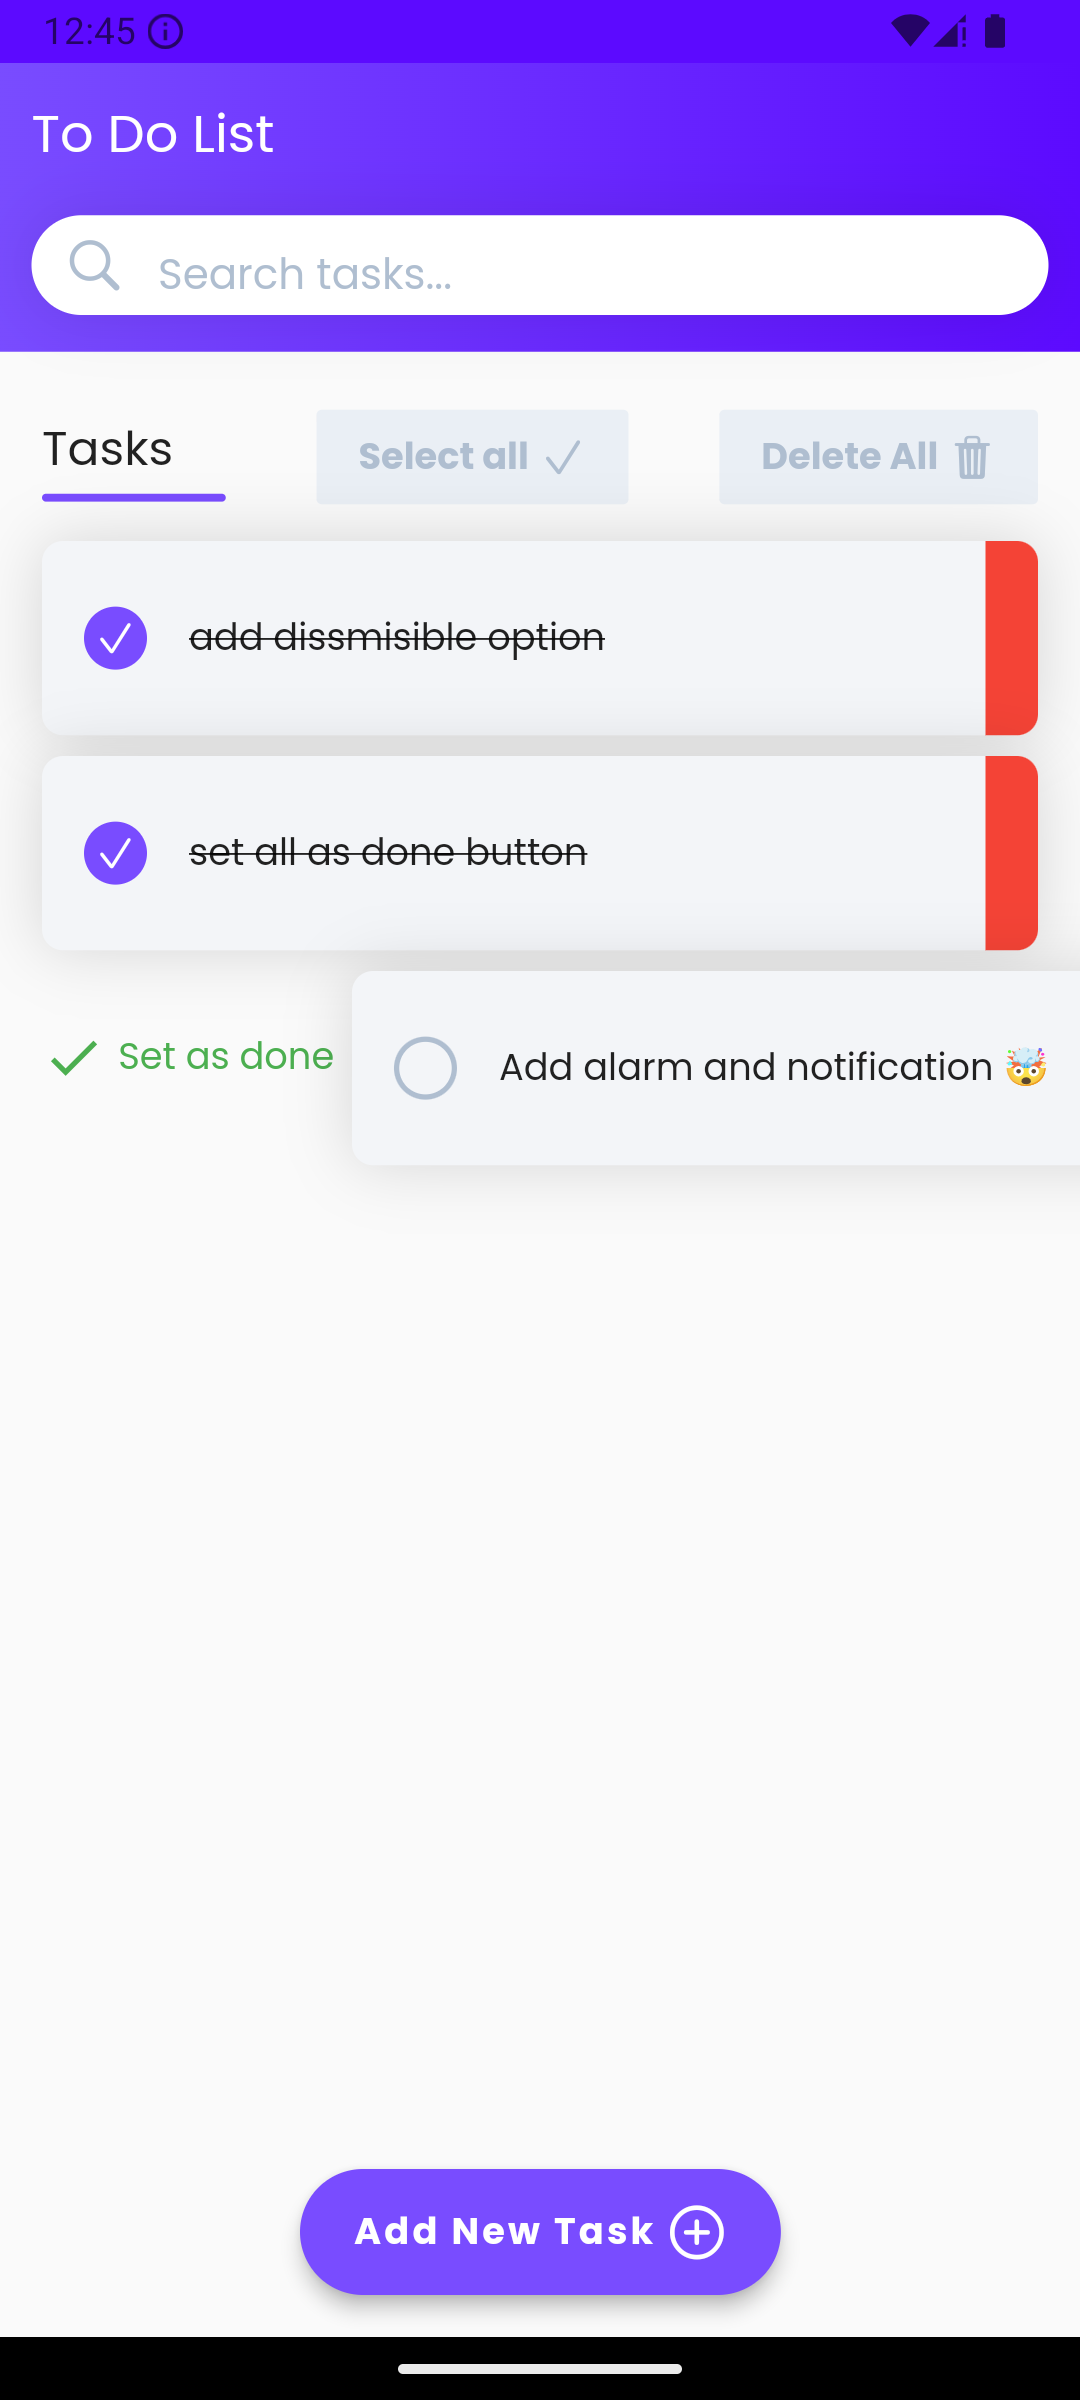 12:45
To Do List
Search tasks...
Tasks
Select all
Delete All
add dissmisible option
set all as done button
Set as done
Add alarm and notification 🤯
Add New Task